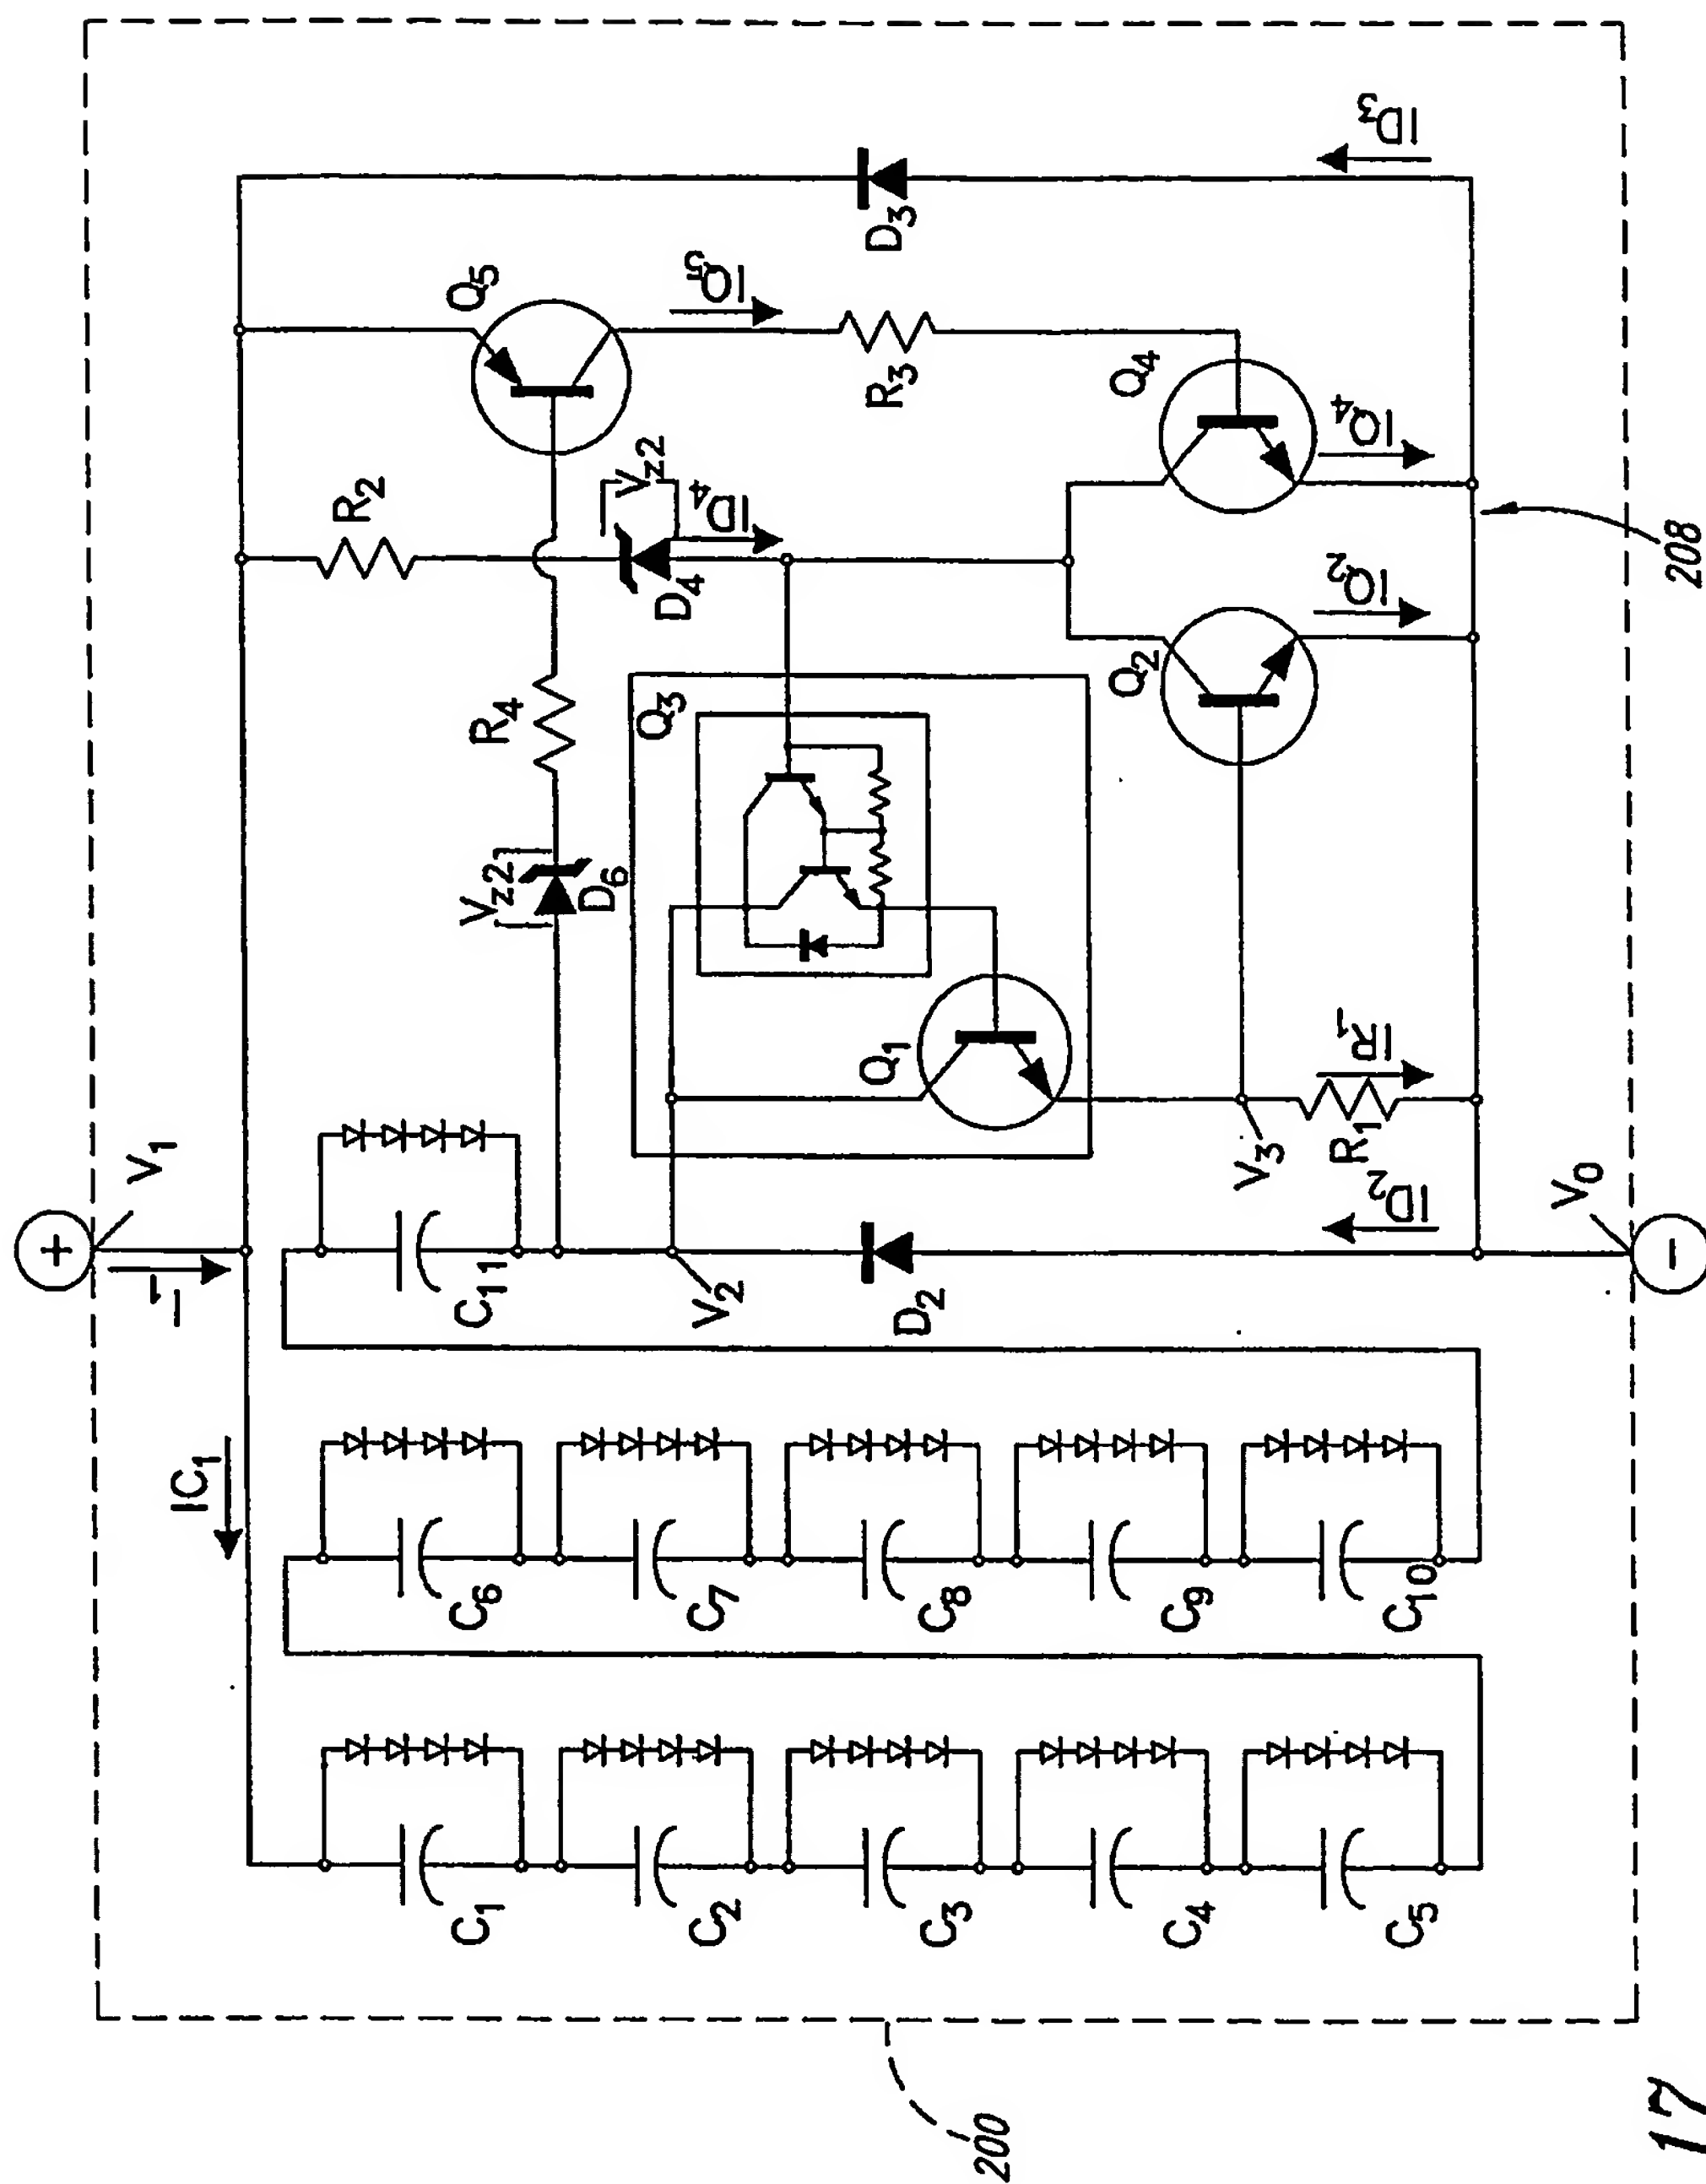 +
V1
I1
IC1
C1
C2
C3
C4
C5
C6
C7
C8
C9
C10
C11
V2
D2
ID2
V0
−
Vz2
D6
R4
Q5
IQ5
R2
Vz2
D4
ID4
Q3
Q1
V3
R1
IR1
Q2
IQ2
Q4
IQ4
R3
D3
ID3
208
200
17